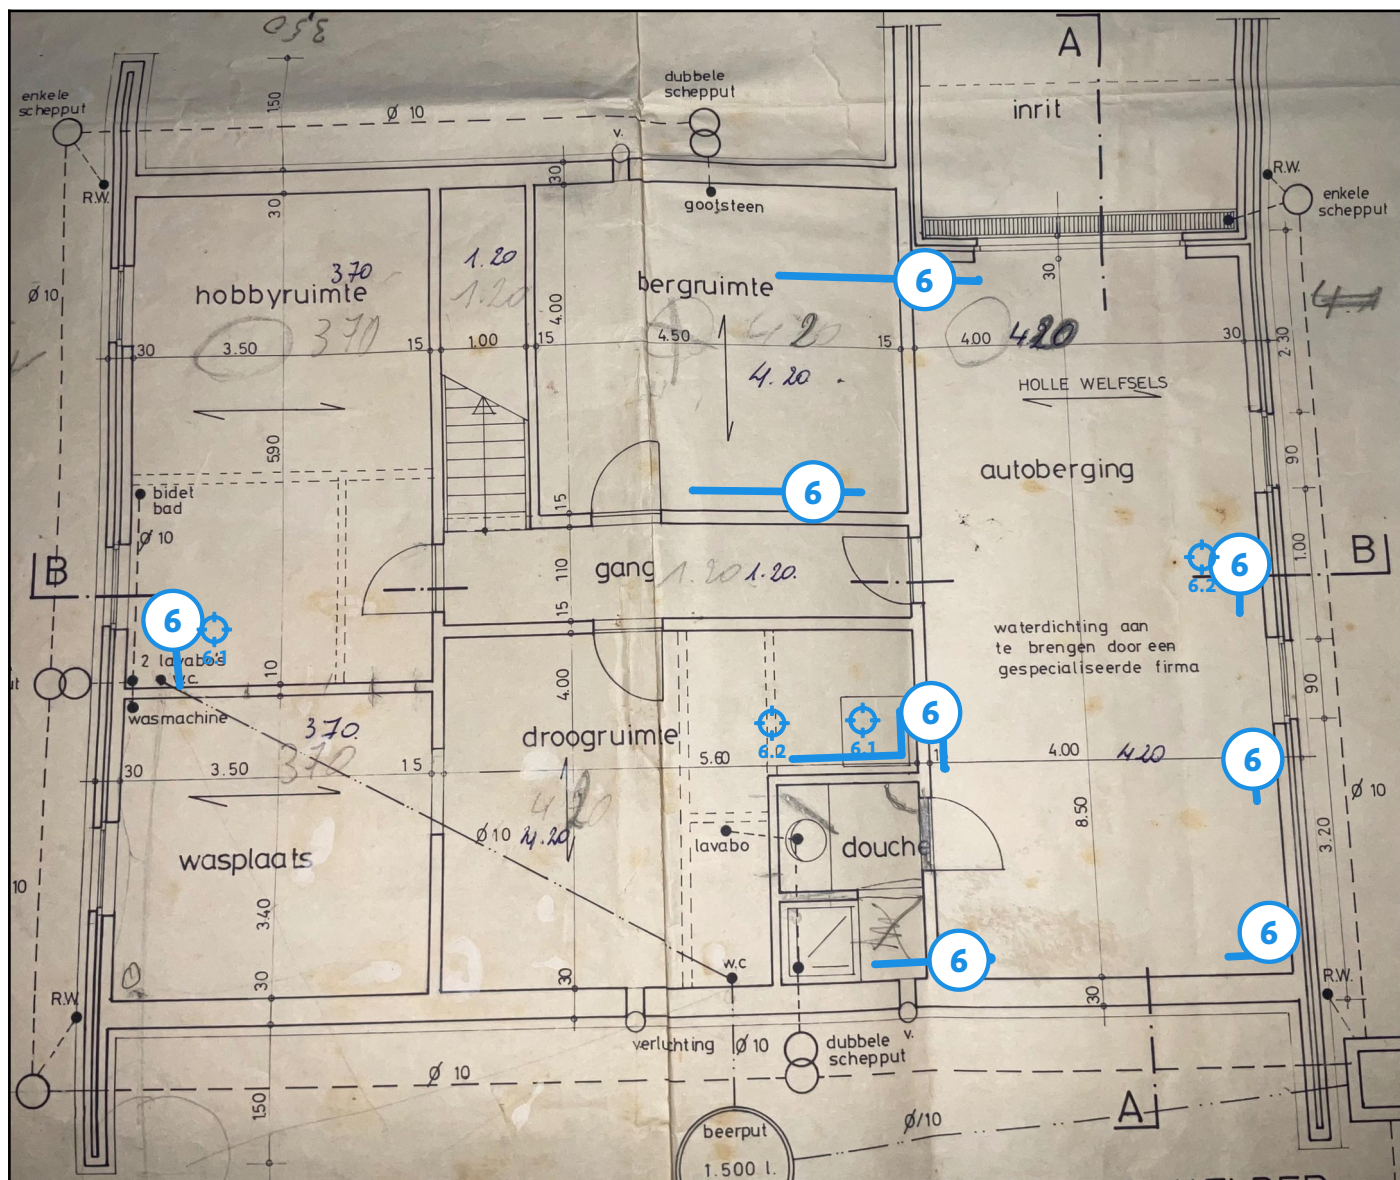 3,50
A
enkele
schepput
dubbele
schepput
150
Ø 10
inrit
v.
R.W.
30
30
gootsteen
R.W.
enkele
schepput
370
1.20
1.20
hobbyruimte
bergruimte
6
30
Ø 10
370
4.00
4.20
30
3.50
15
1.00
15
4.50
15
4.00
420
30
2.30
4.20
HOLLE WELFSELS
590
90
autoberging
bidet
bad
15
6
Ø 10
1.00
B
B
110
gang
1.20
1.20.
6
6.2
6
15
waterdichting aan
te brengen door een
gespecialiseerde firma
6.1
2 lavabo's
w.c.
10
4.00
90
wasmachine
6
370
370
droogruimte
6.2
6.1
30
3.50
15
5.60
4.00
420
6
Ø 10
8.50
Ø 10
4.20
lavabo
douche
3.20
wasplaats
10
3.40
6
6
w.c
30
30
30
R.W.
R.W.
verluchting
Ø 10
dubbele
schepput
v.
Ø 10
150
A
Ø/10
beerput
1.500 l.